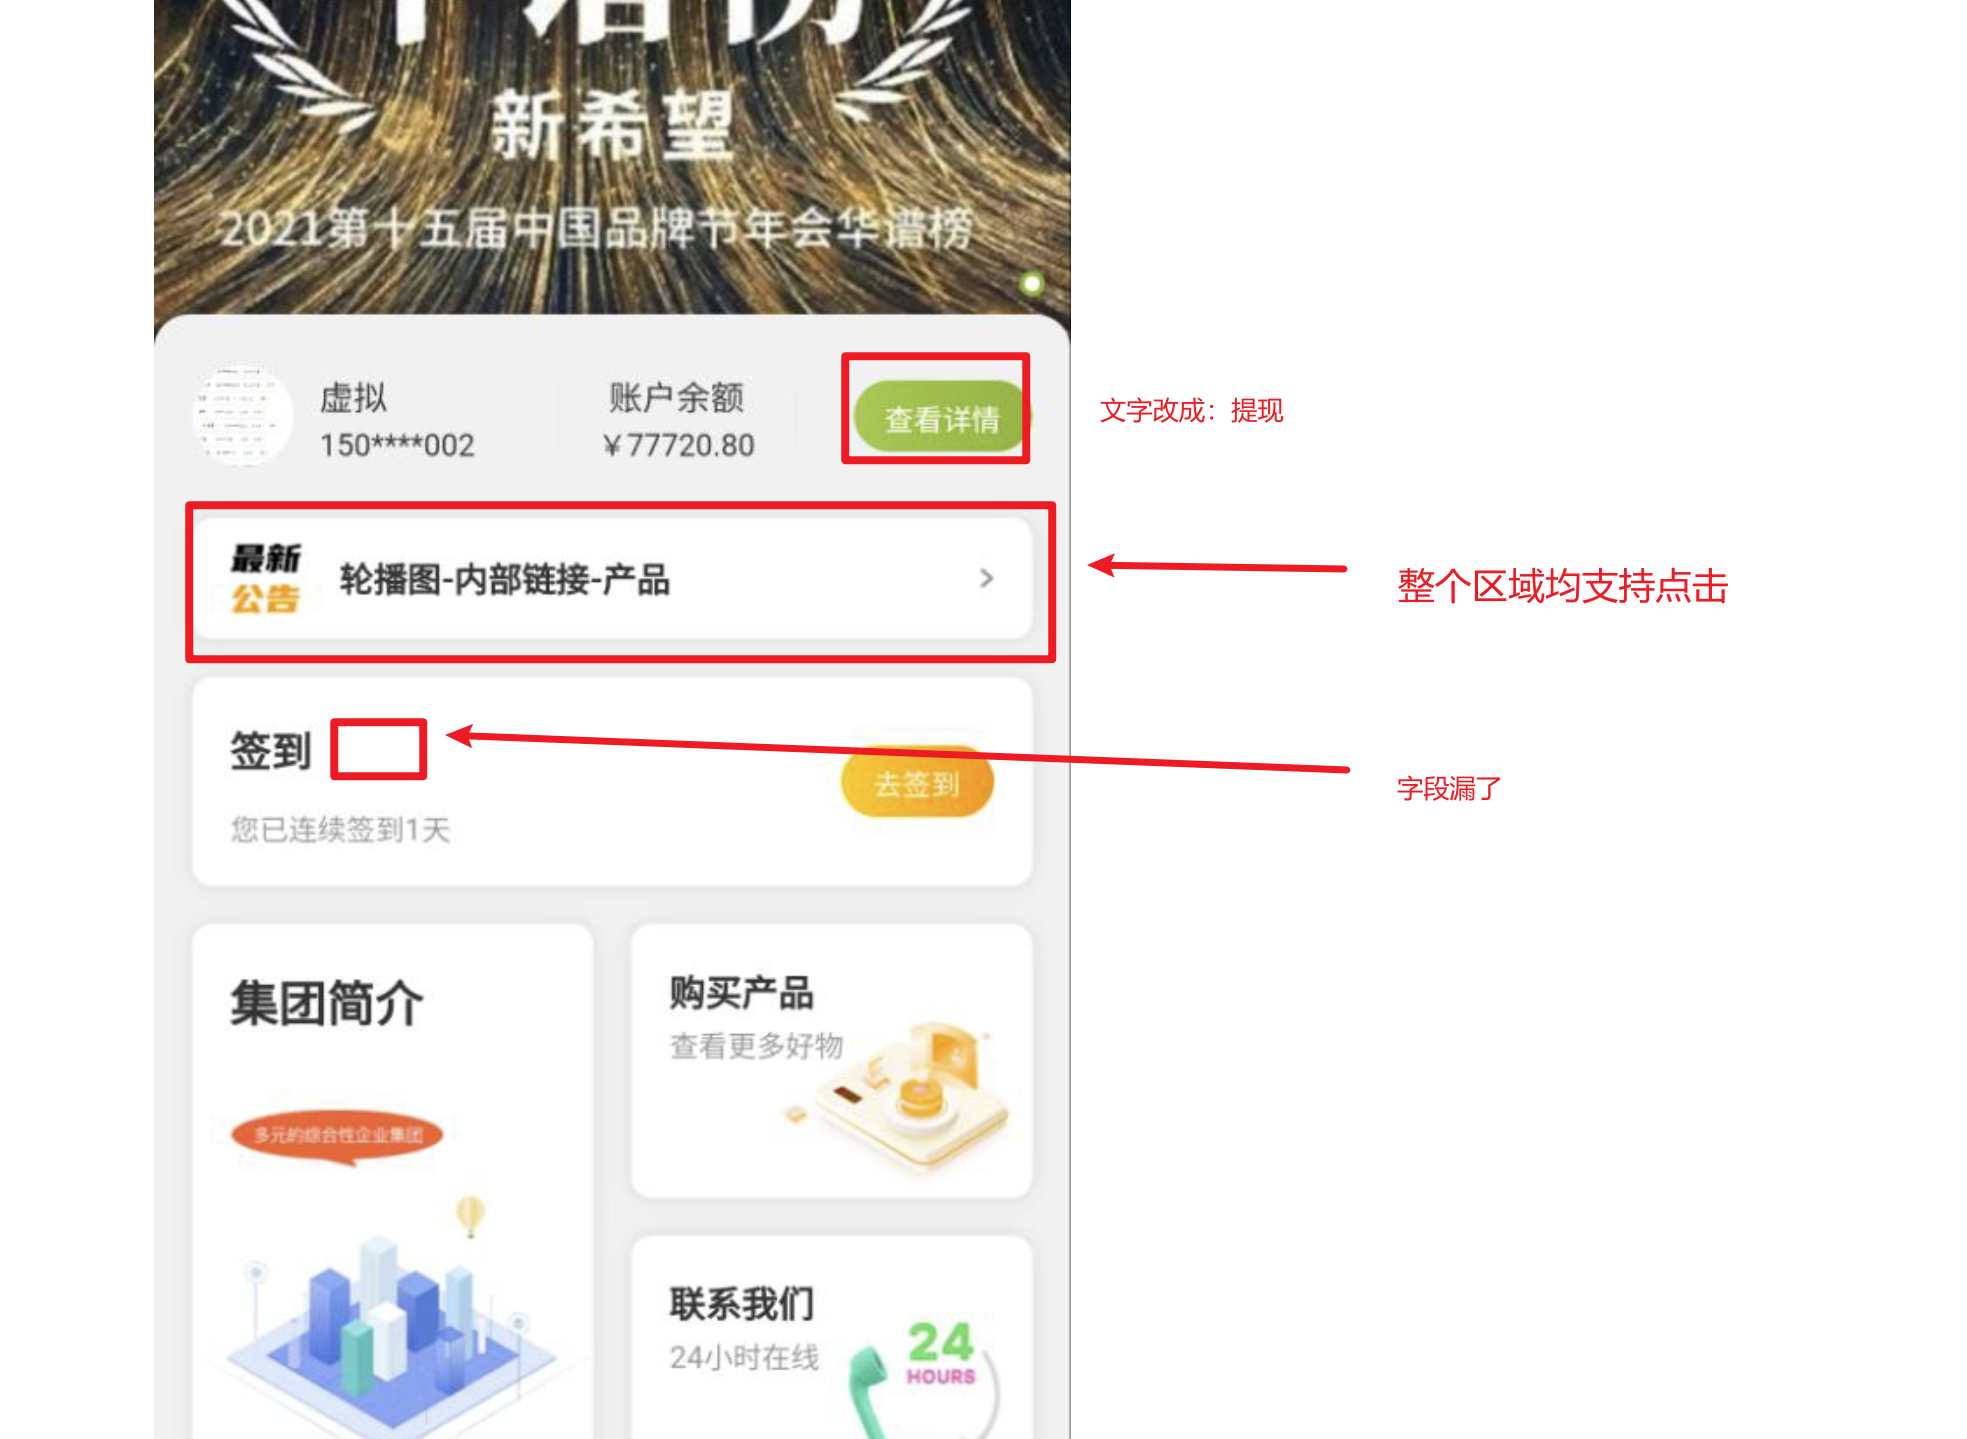 新希望
2021第十五届中国品牌节年会华谱榜
虚拟
150****002
账户余额
￥77720.80
查看详情
文字改成：提现
最新
公告
轮播图-内部链接-产品
整个区域均支持点击
签到
去签到
您已连续签到1天
字段漏了
集团简介
多元的综合性企业集团
购买产品
查看更多好物
联系我们
24小时在线
24
HOURS